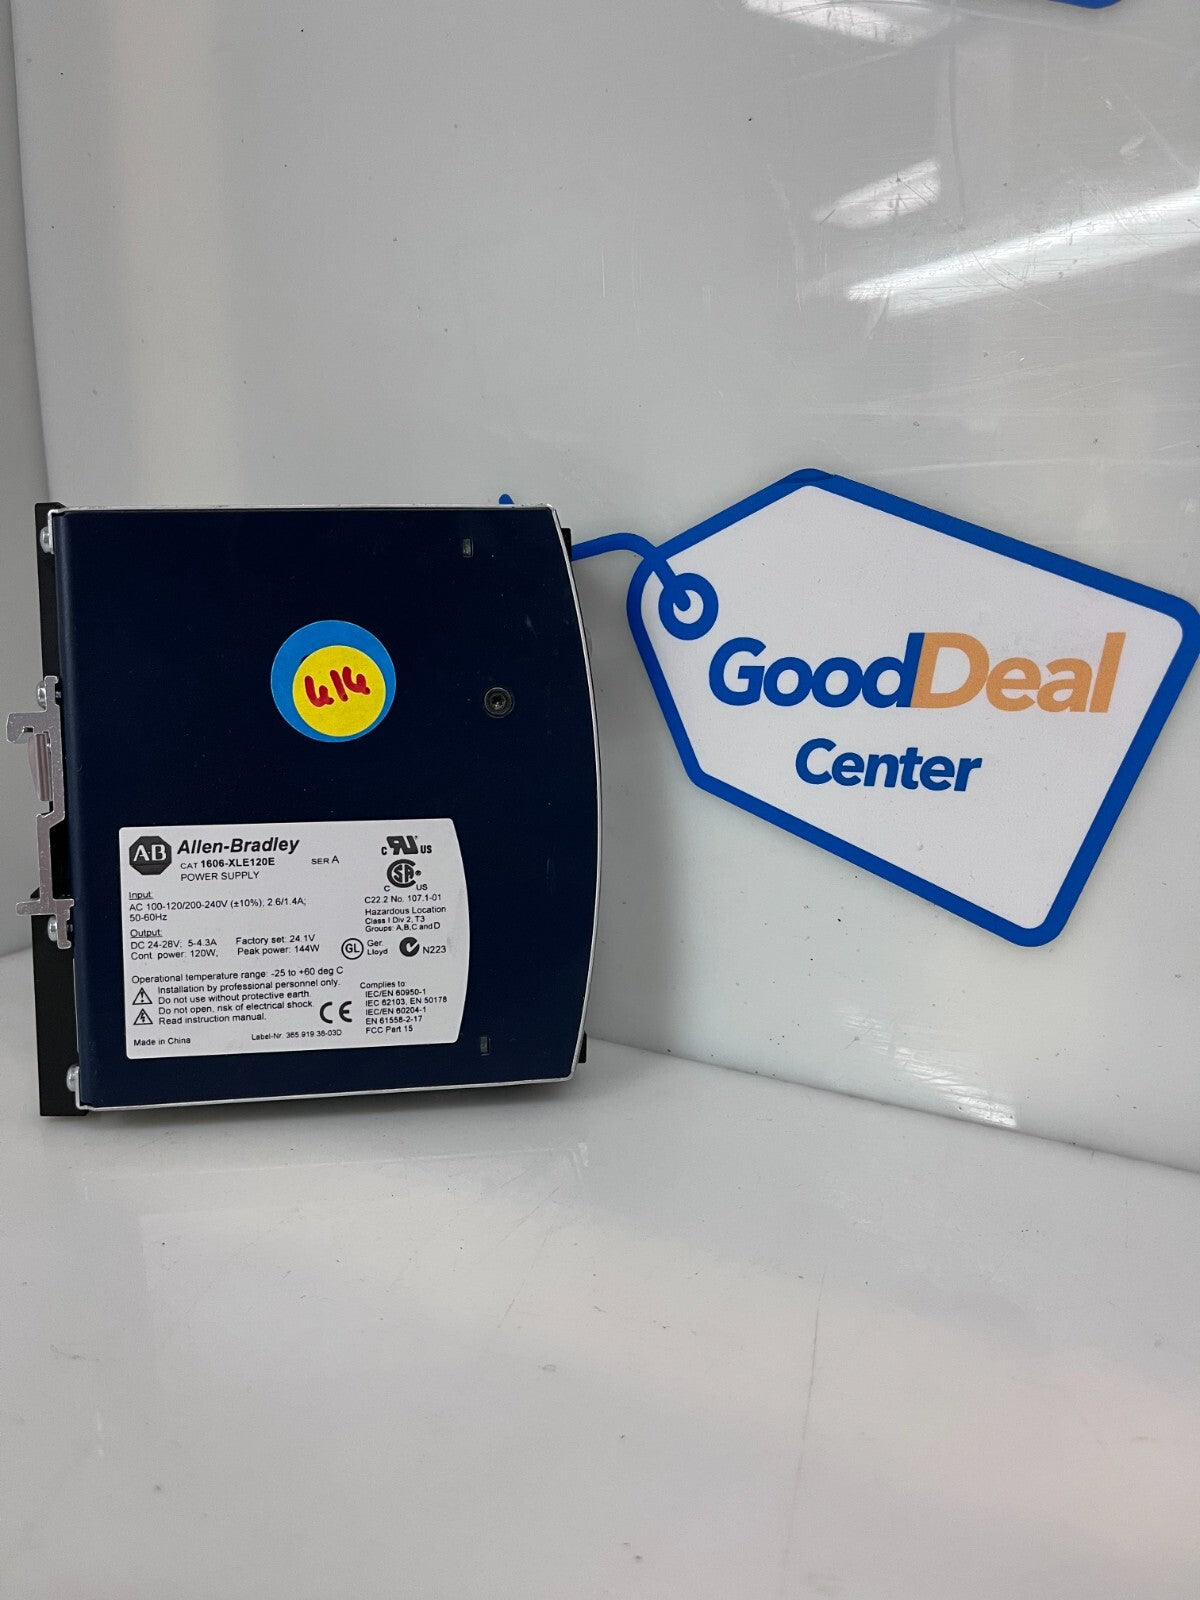 414
AB Allen-Bradley
CAT 1606-XLE120E SER A
POWER SUPPLY
Input:
AC 100-120/200-240V (±10%), 2.6/1.4A;
50-60Hz
Output:
DC 24-28V: 5-4.3A Factory set: 24.1V
Cont. power: 120W, Peak power: 144W
Operational temperature range: -25 to +60 deg C
Installation by professional personnel only.
Do not use without protective earth.
Do not open, risk of electrical shock.
Read instruction manual.
Made in China
Label-Nr. 365.919.36-03D
C US
C US
C22.2 No. 107.1-01
Hazardous Location
Class I Div 2, T3
Groups: A,B,C and D
GL Ger.
Lloyd
N223
CE
Complies to:
IEC/EN 60950-1
IEC 62103, EN 50178
IEC/EN 60204-1
EN 61558-2-17
FCC Part 15
GoodDeal
Center